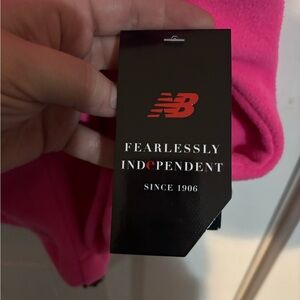 NB
FEARLESSLY
INDePENDENT
SINCE 1906